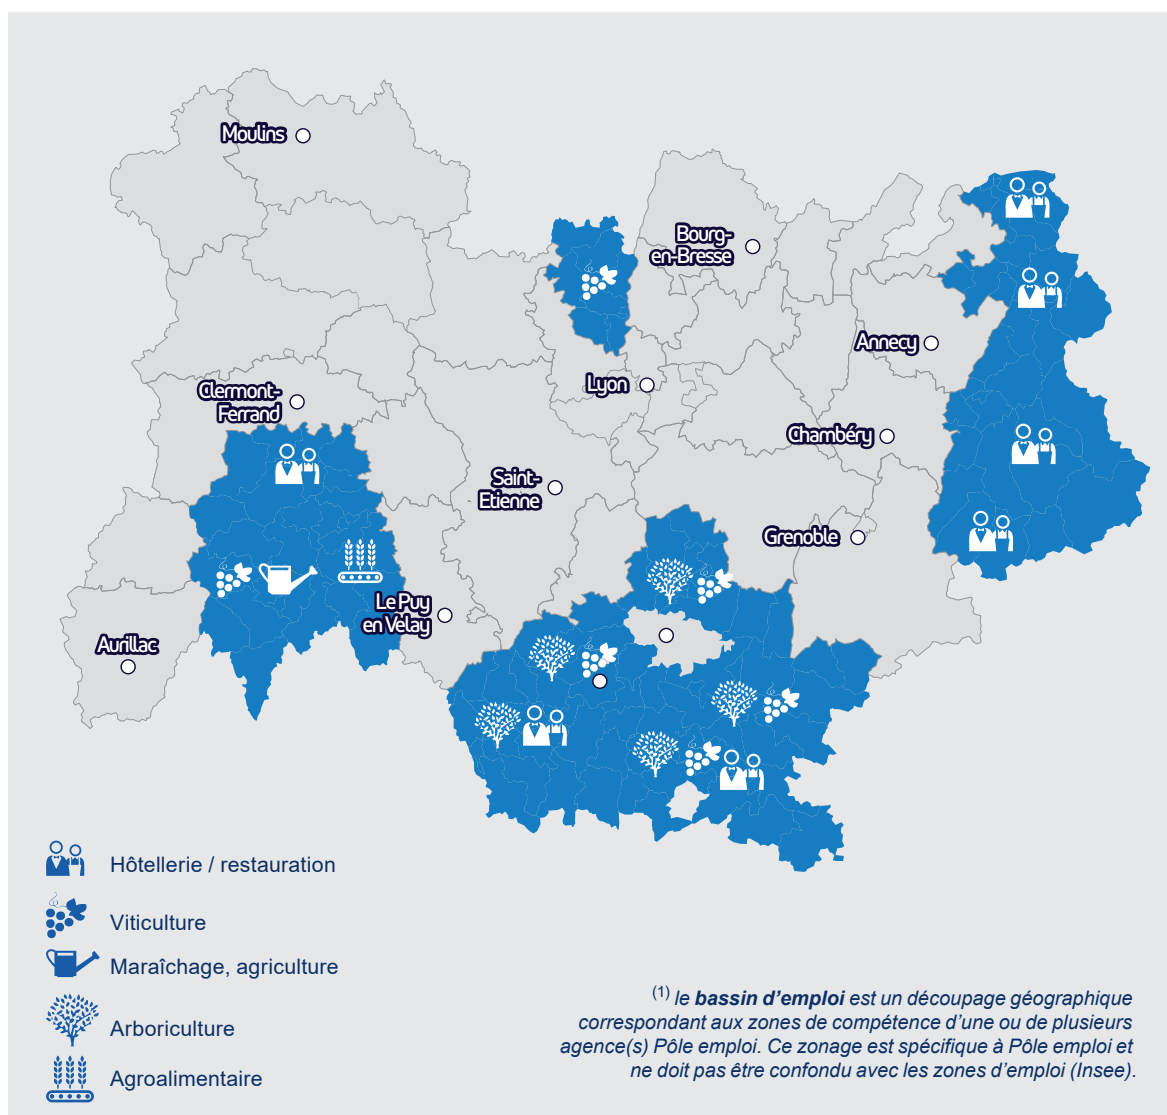 Moulins
Bourg-
en-Bresse
Annecy
Lyon
Clermont-
Ferrand
Chambéry
Saint-
Etienne
Grenoble
Le Puy
en Velay
Aurillac
Hôtellerie / restauration
Viticulture
Maraîchage, agriculture
Arboriculture
Agroalimentaire
(1) le bassin d’emploi est un découpage géographique
correspondant aux zones de compétence d’une ou de plusieurs
agence(s) Pôle emploi. Ce zonage est spécifique à Pôle emploi et
ne doit pas être confondu avec les zones d’emploi (Insee).